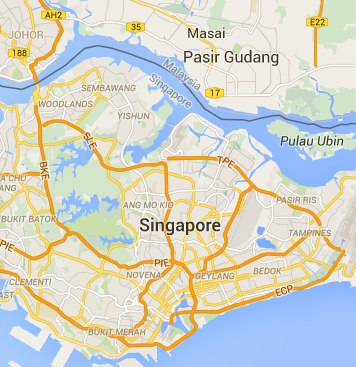 AH2
JOHOR
188
35
Masai
E22
Pasir Gudang
17
Malaysia
Singapore
SEMBAWANG
WOODLANDS
YISHUN
SLE
Pulau Ubin
BKE
TPE
A CHU
ANG
PASIR RIS
ANG MO KIO
BUKIT BATOK
Singapore
TAMPINES
PIE
PIE
NOVENA
GEYLANG
BEDOK
CLEMENTI
ECP
AST
BUKIT MERAH